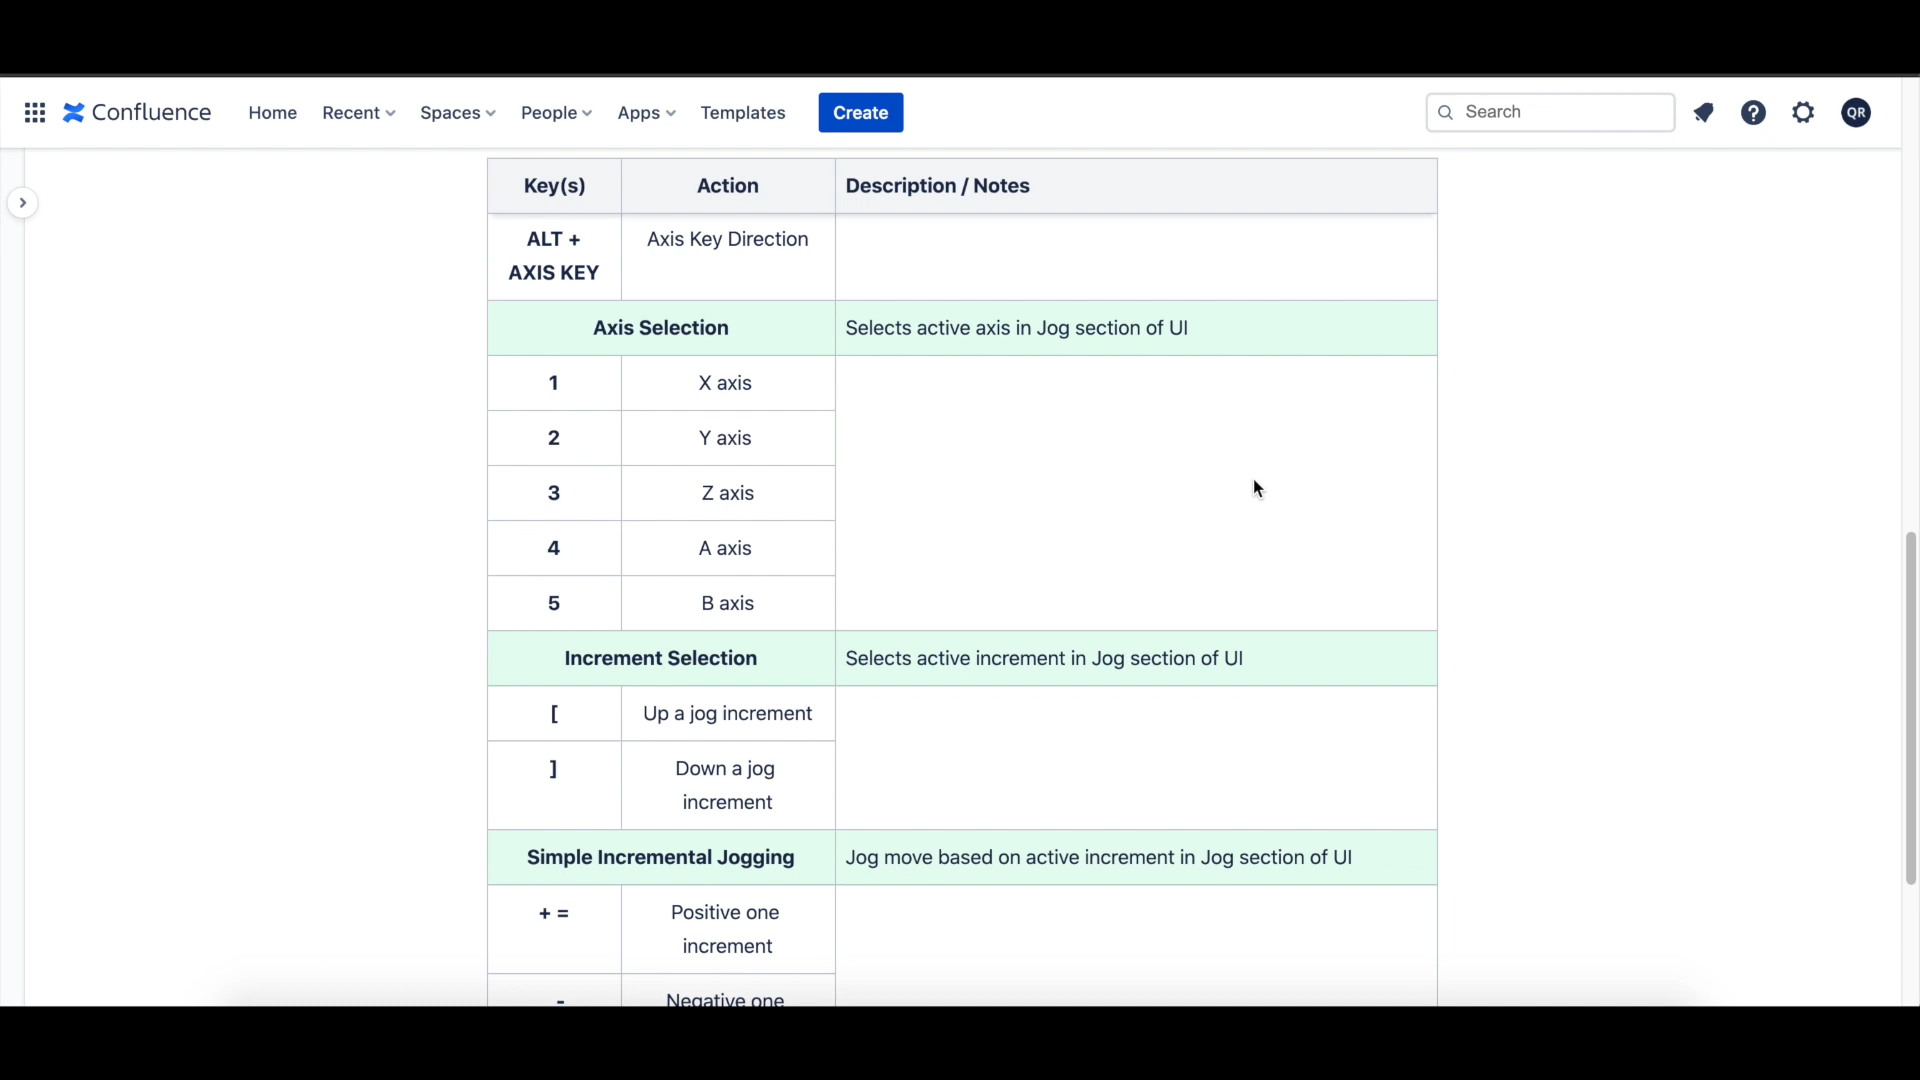 Confluence Home Recent Spaces People Apps Templates Create Search QR
Key(s) Action Description / Notes
ALT + Axis Key Direction
AXIS KEY
Axis Selection Selects active axis in Jog section of UI
1 X axis
2 Y axis
3 Z axis
4 A axis
5 B axis
Increment Selection Selects active increment in Jog section of UI
[ Up a jog increment
] Down a jog
increment
Simple Incremental Jogging Jog move based on active increment in Jog section of UI
+ = Positive one
increment
- Negative one